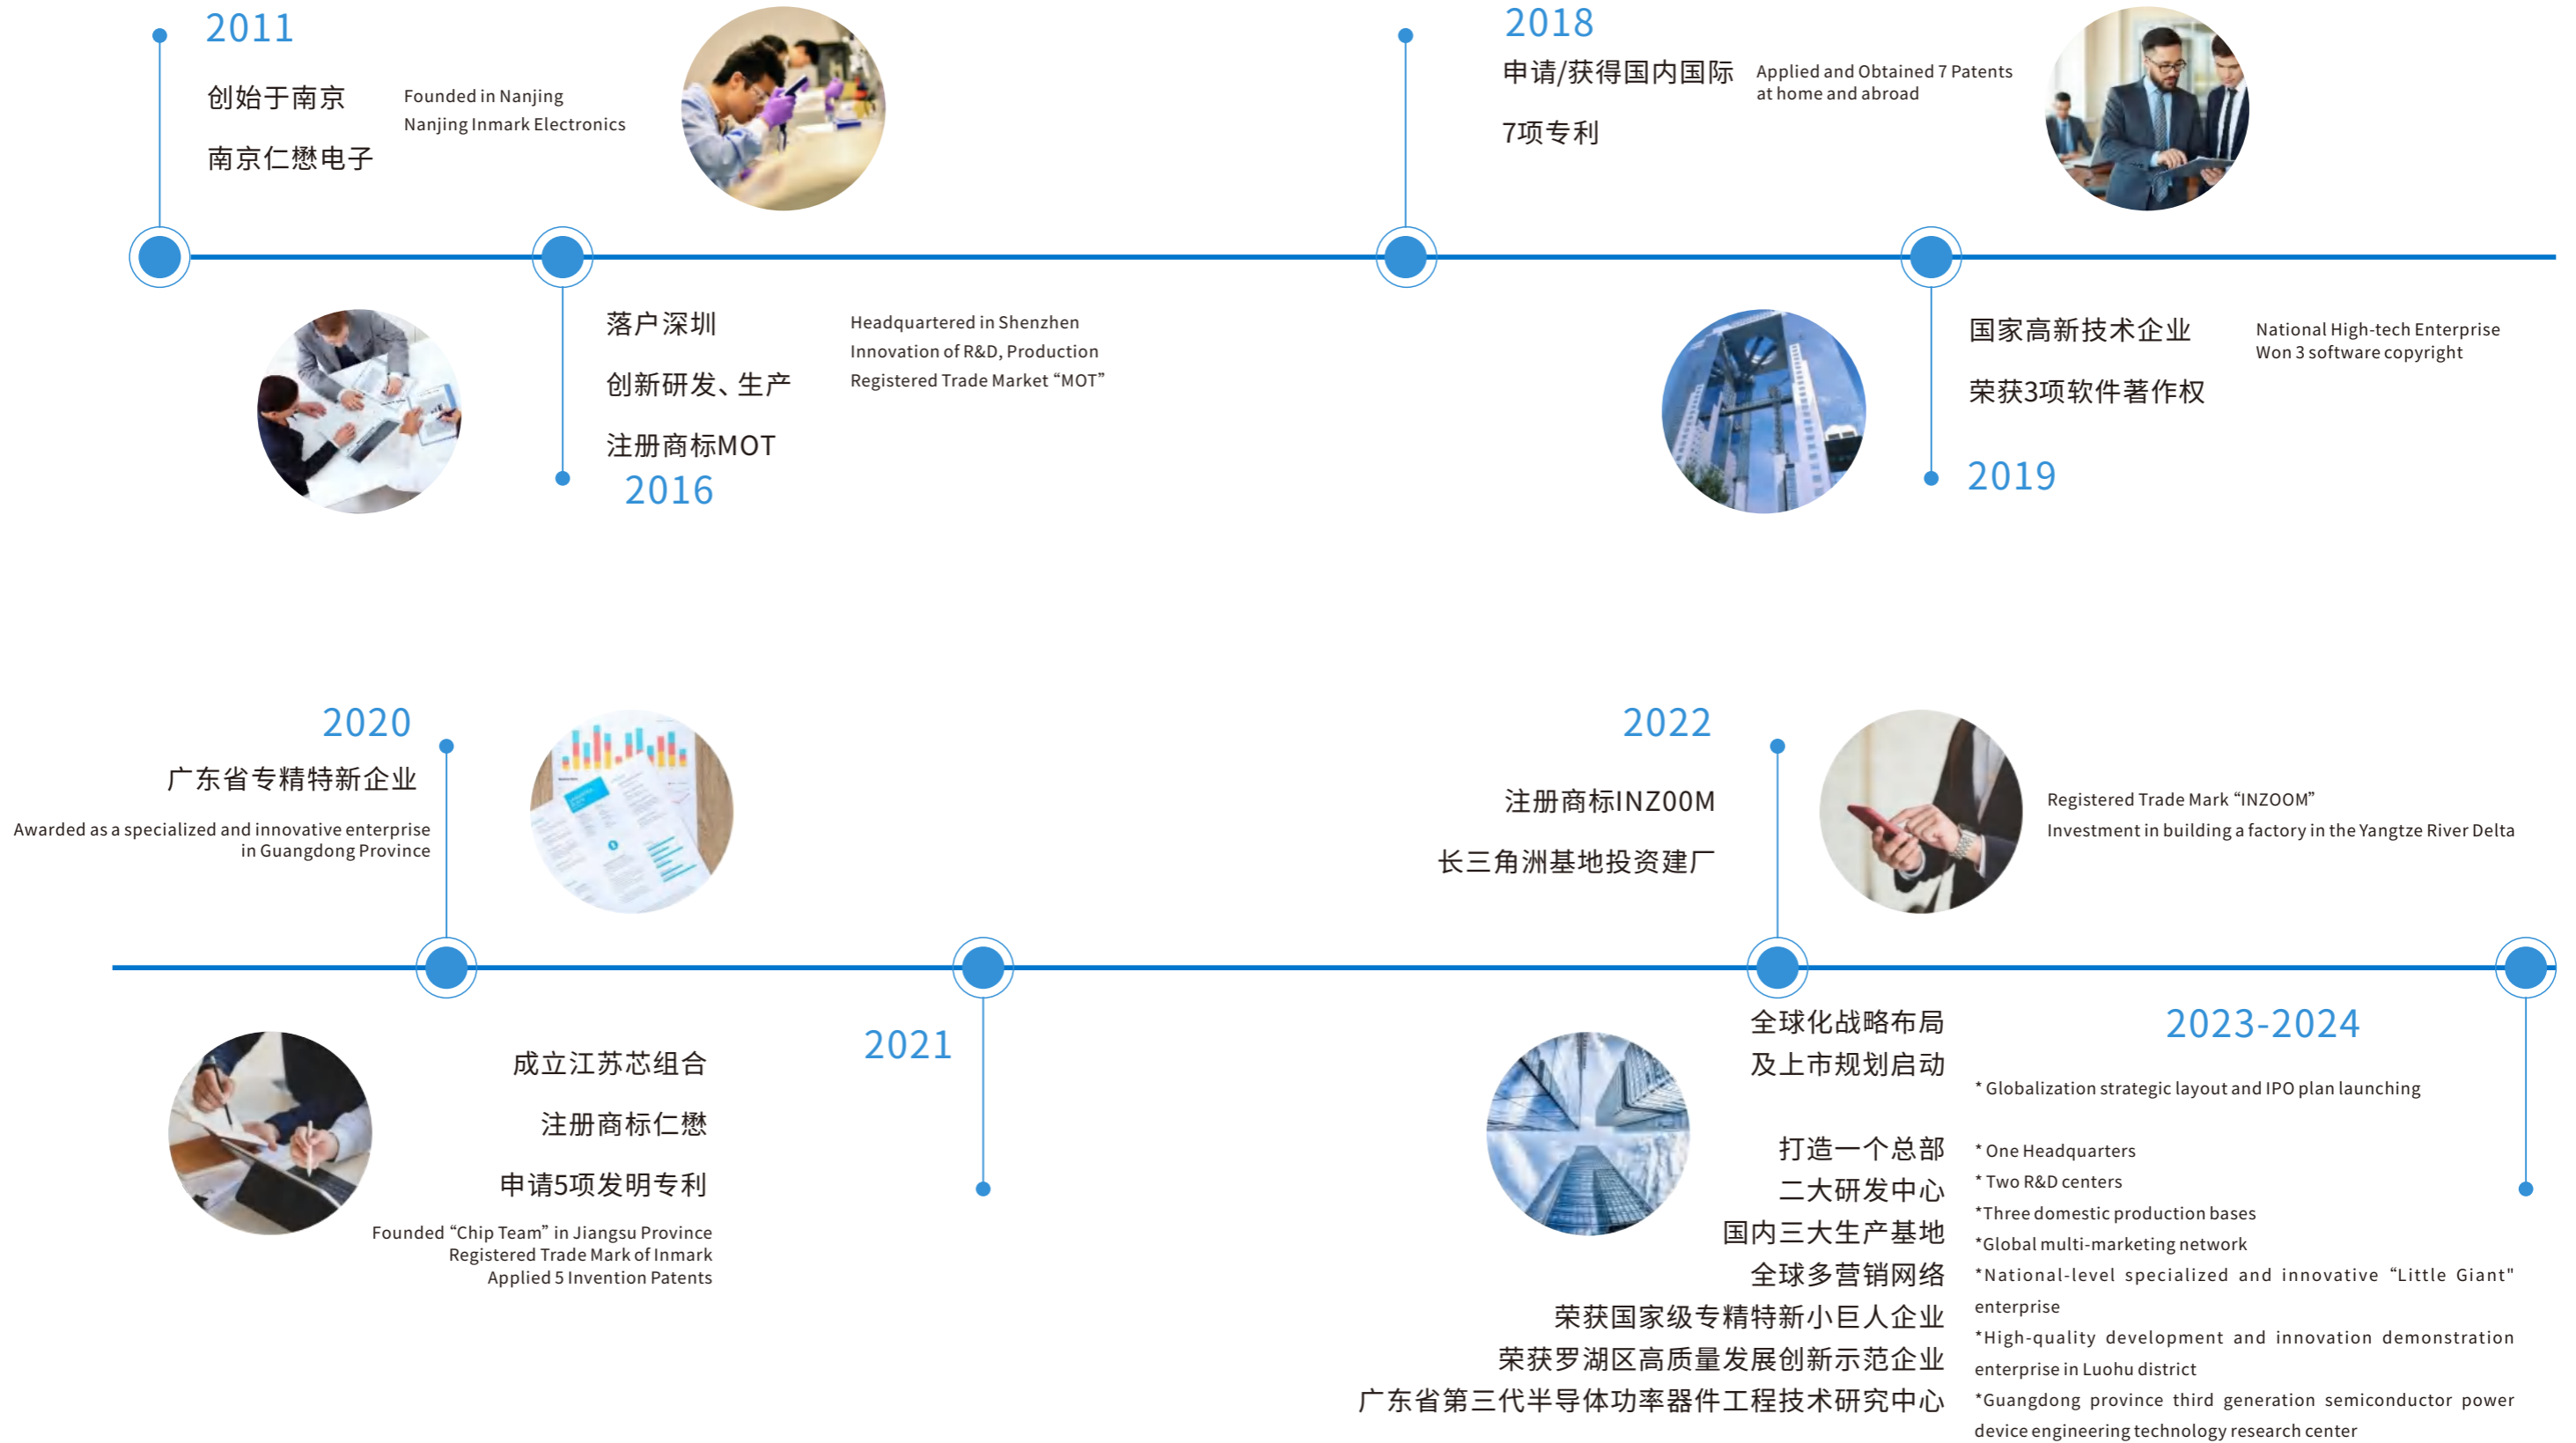 2011
创始于南京
南京仁懋电子
Founded in Nanjing
Nanjing Inmark Electronics
落户深圳
创新研发、生产
注册商标MOT
2016
Headquartered in Shenzhen
Innovation of R&D, Production
Registered Trade Market “MOT”
2018
申请/获得国内国际
7项专利
Applied and Obtained 7 Patents
at home and abroad
国家高新技术企业
荣获3项软件著作权
2019
National High-tech Enterprise
Won 3 software copyright
2020
广东省专精特新企业
Awarded as a specialized and innovative enterprise
in Guangdong Province
2021
成立江苏芯组合
注册商标仁懋
申请5项发明专利
Founded “Chip Team” in Jiangsu Province
Registered Trade Mark of Inmark
Applied 5 Invention Patents
2022
注册商标INZ00M
长三角洲基地投资建厂
Registered Trade Mark “INZOOM”
Investment in building a factory in the Yangtze River Delta
2023-2024
全球化战略布局
及上市规划启动
打造一个总部
二大研发中心
国内三大生产基地
全球多营销网络
荣获国家级专精特新小巨人企业
荣获罗湖区高质量发展创新示范企业
广东省第三代半导体功率器件工程技术研究中心
* Globalization strategic layout and IPO plan launching
* One Headquarters
* Two R&D centers
*Three domestic production bases
*Global multi-marketing network
*National-level specialized and innovative “Little Giant"
enterprise
*High-quality development and innovation demonstration
enterprise in Luohu district
*Guangdong province third generation semiconductor power
device engineering technology research center